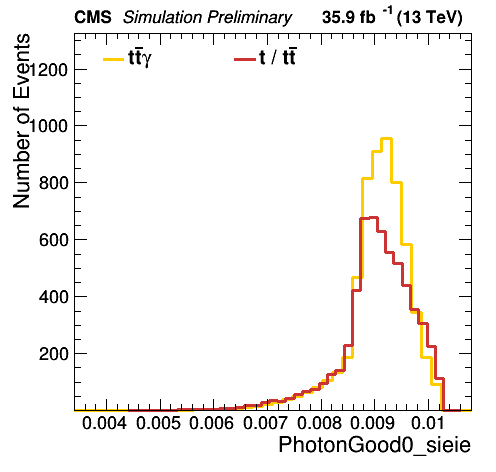 CMS Simulation Preliminary 35.9 fb ⁻¹ (13 TeV)
tt̄γ t / tt̄
Number of Events
1200
1000
800
600
400
200
0.004 0.005 0.006 0.007 0.008 0.009 0.01
PhotonGood0_sieie